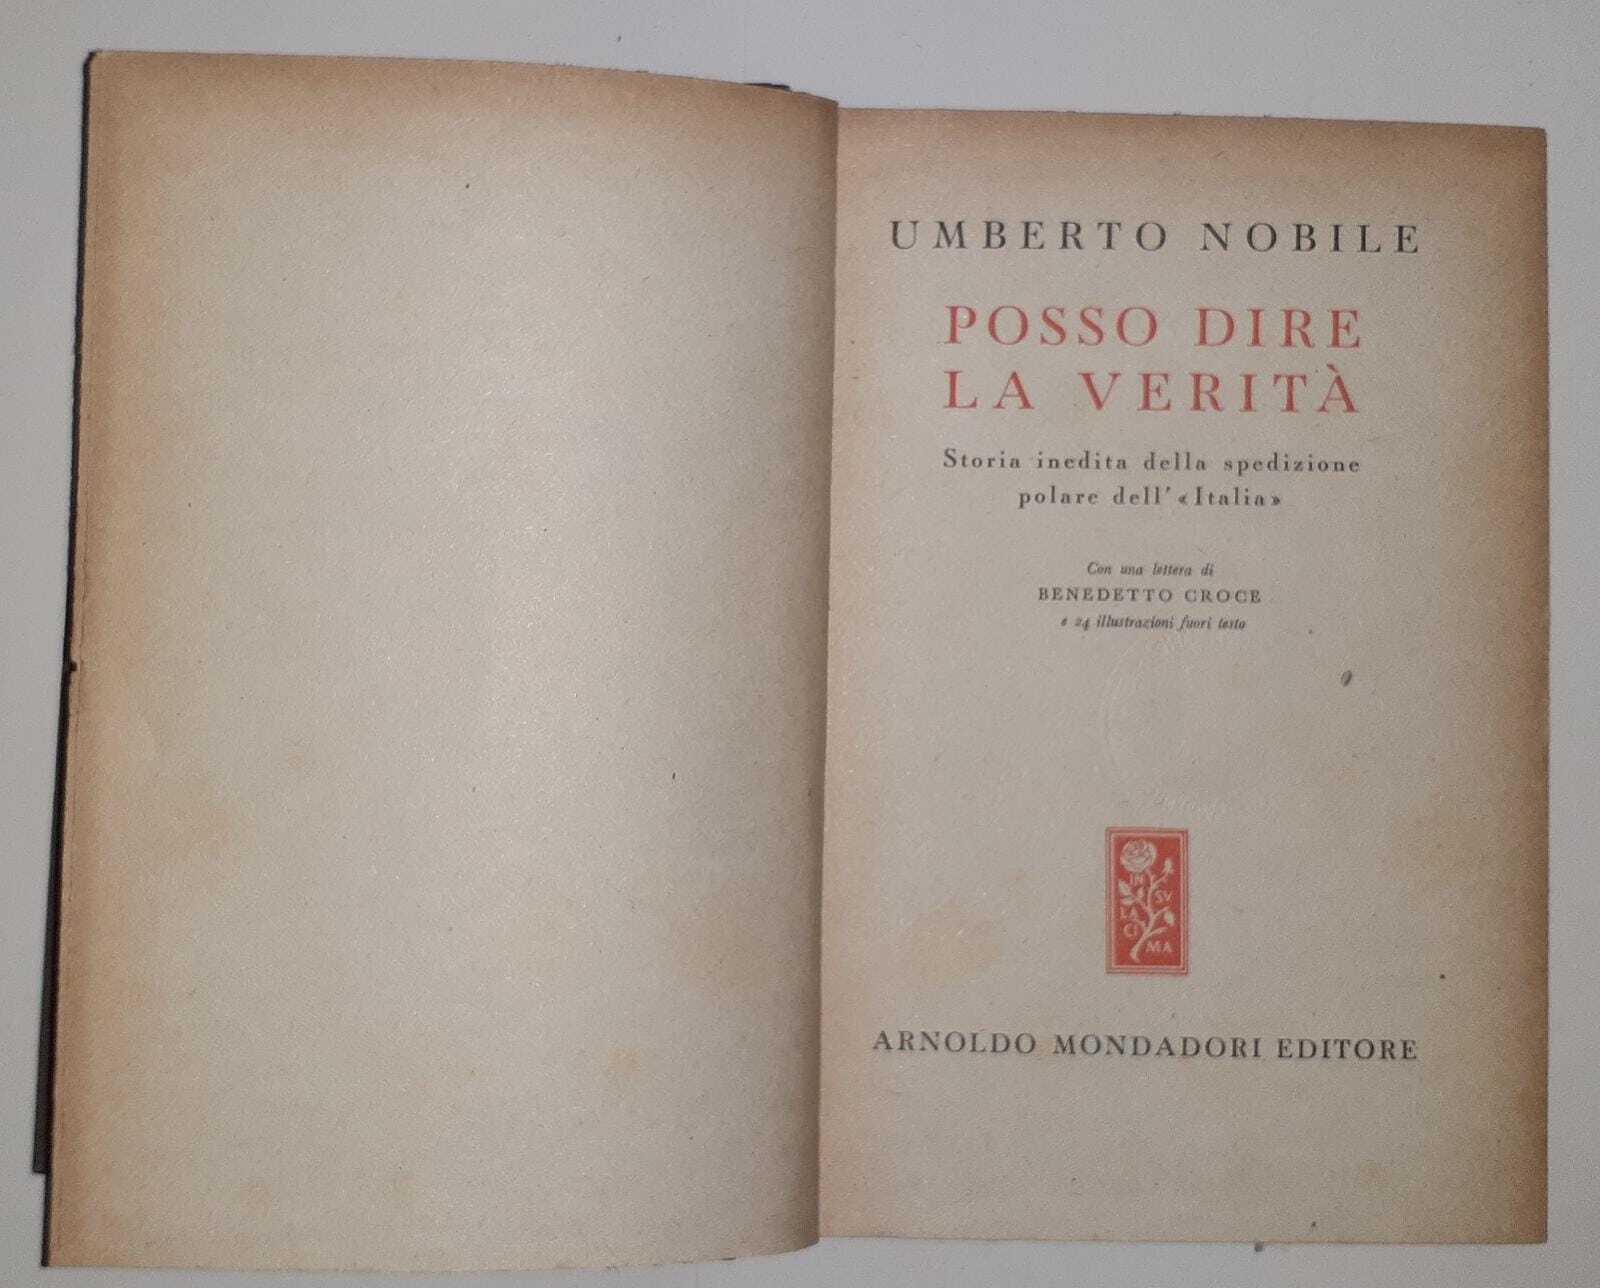 UMBERTO NOBILE
POSSO DIRE
LA VERITÀ
Storia inedita della spedizione
polare dell'«Italia»
Con una lettera di
BENEDETTO CROCE
e 24 illustrazioni fuori testo
IN
SV
LA
CI
MA
ARNOLDO MONDADORI EDITORE